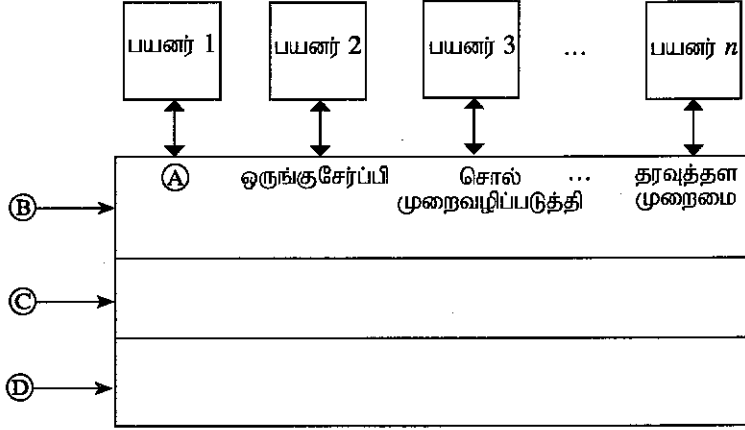 பயனர் 1 பயனர் 2 பயனர் 3 ... பயனர் n
A ஒருங்குசேர்ப்பி சொல் ... தரவுத்தள
முறைவழிப்படுத்தி முறைமை
B
C
D